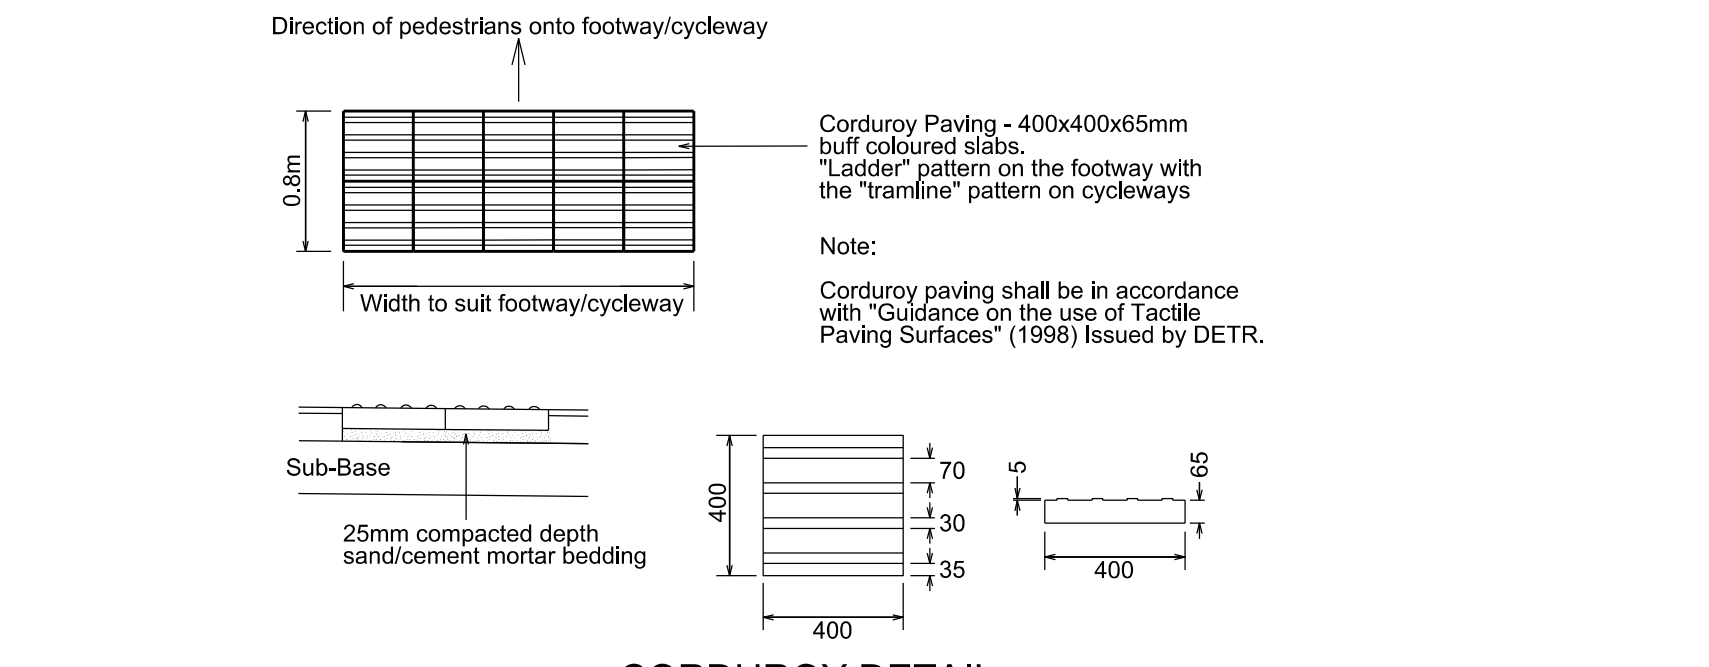 Direction of pedestrians onto footway/cycleway
0.8m
Corduroy Paving - 400x400x65mm
buff coloured slabs.
"Ladder" pattern on the footway with
the "tramline" pattern on cycleways
Note:
Corduroy paving shall be in accordance
with "Guidance on the use of Tactile
Paving Surfaces" (1998) Issued by DETR.
Width to suit footway/cycleway
Sub-Base
25mm compacted depth
sand/cement mortar bedding
400
70
30
35
400
5
65
400
CORDUROY DETAIL